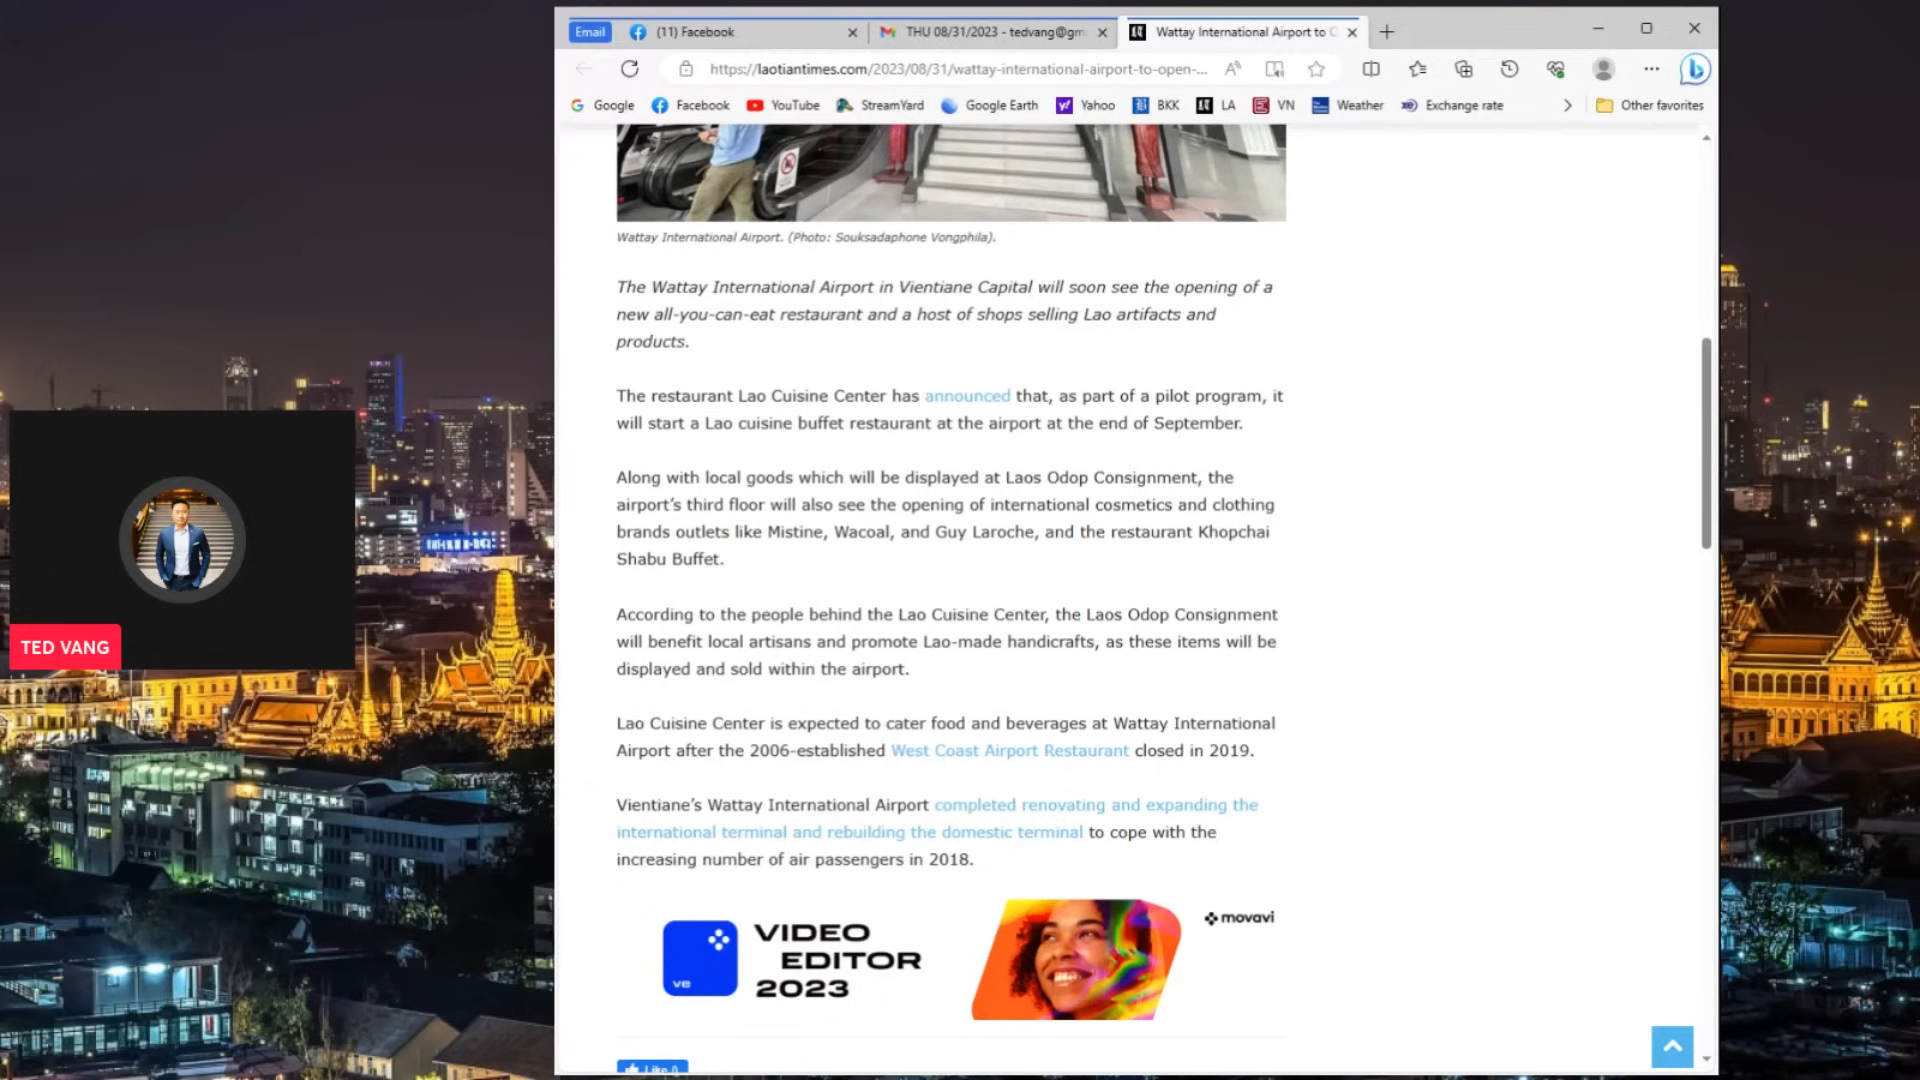 Email
(11) Facebook
THU 08/31/2023 - tedvang@gm
Wattay International Airport to
https://laotiantimes.com/2023/08/31/wattay-international-airport-to-open-...
Google
Facebook
YouTube
StreamYard
Google Earth
Yahoo
BKK
LA
VN
Weather
Exchange rate
Other favorites
Wattay International Airport. (Photo: Souksadaphone Vongphila).
The Wattay International Airport in Vientiane Capital will soon see the opening of a
new all-you-can-eat restaurant and a host of shops selling Lao artifacts and
products.
The restaurant Lao Cuisine Center has announced that, as part of a pilot program, it
will start a Lao cuisine buffet restaurant at the airport at the end of September.
Along with local goods which will be displayed at Laos Odop Consignment, the
airport's third floor will also see the opening of international cosmetics and clothing
brands outlets like Mistine, Wacoal, and Guy Laroche, and the restaurant Khopchai
Shabu Buffet.
According to the people behind the Lao Cuisine Center, the Laos Odop Consignment
will benefit local artisans and promote Lao-made handicrafts, as these items will be
displayed and sold within the airport.
Lao Cuisine Center is expected to cater food and beverages at Wattay International
Airport after the 2006-established West Coast Airport Restaurant closed in 2019.
Vientiane's Wattay International Airport completed renovating and expanding the
international terminal and rebuilding the domestic terminal to cope with the
increasing number of air passengers in 2018.
ve
VIDEO
EDITOR
2023
movavi
Like 0
TED VANG